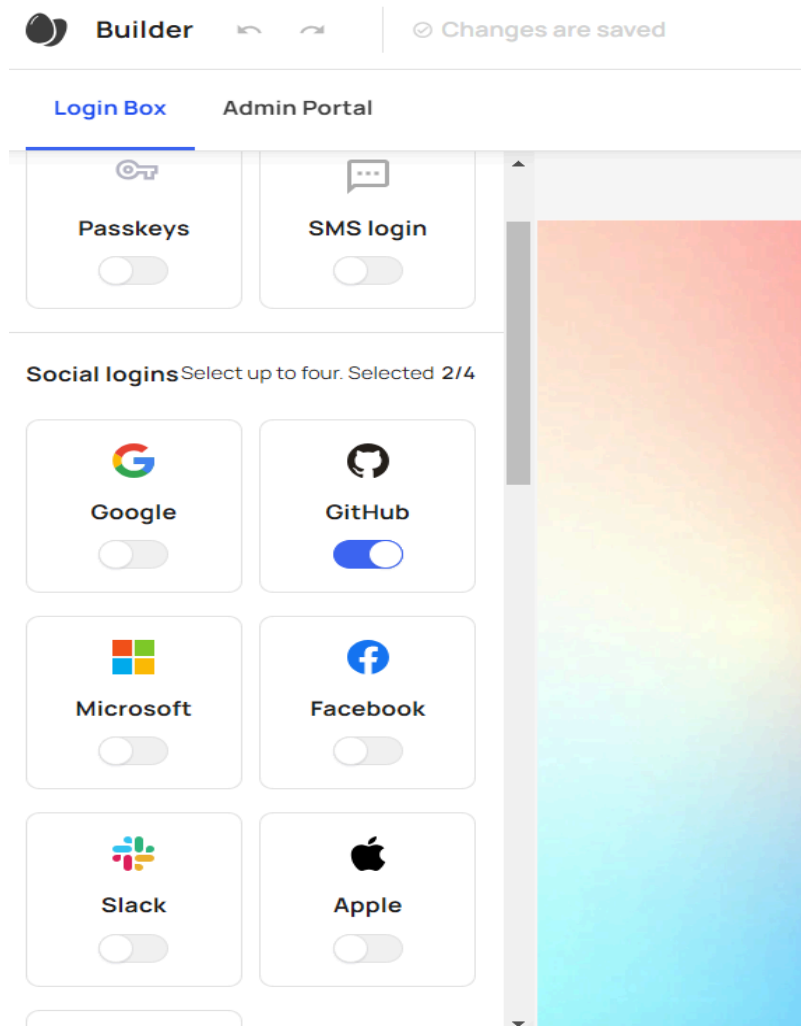 Builder
Changes are saved
Login Box Admin Portal
Passkeys SMS login
Social logins Select up to four. Selected 2/4
Google GitHub
Microsoft Facebook
Slack Apple